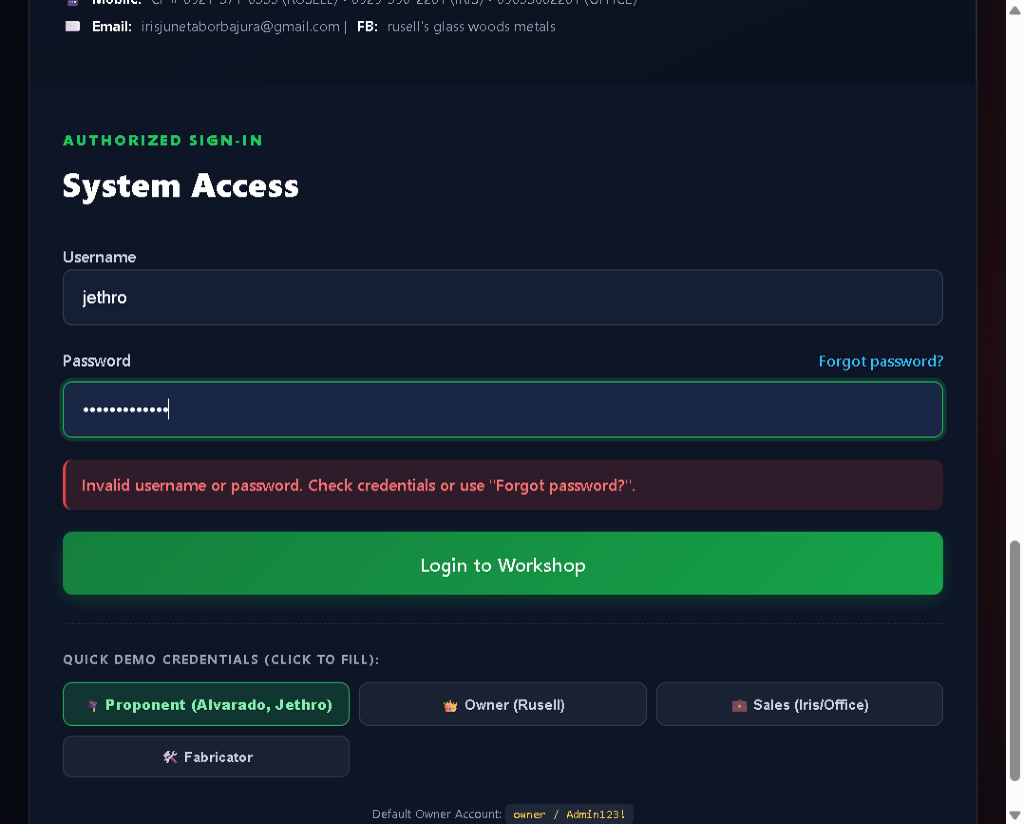 Email: irisjunetaborbajura@gmail.com | FB: rusell's glass woods metals
AUTHORIZED SIGN-IN
System Access
Username
jethro
Password Forgot password?
•••••••••••••
Invalid username or password. Check credentials or use "Forgot password?".
Login to Workshop
QUICK DEMO CREDENTIALS (CLICK TO FILL):
Proponent (Alvarado, Jethro) Owner (Rusell) Sales (Iris/Office)
Fabricator
Default Owner Account: owner / Admin123!